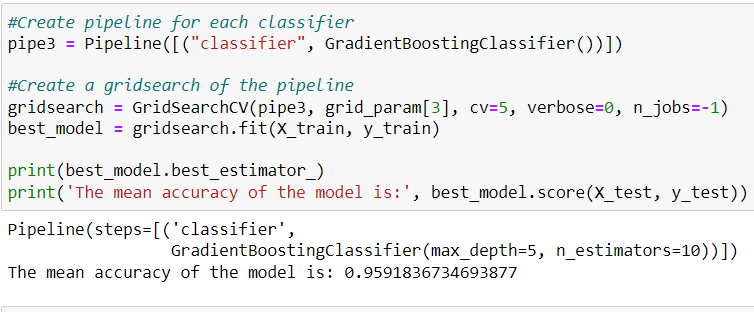 #Create pipeline for each classifier
pipe3 = Pipeline([("classifier", GradientBoostingClassifier())])
#Create a gridsearch of the pipeline
gridsearch = GridSearchCV(pipe3, grid_param[3], cv=5, verbose=0, n_jobs=-1)
best_model = gridsearch.fit(X_train, y_train)
print(best_model.best_estimator_)
print('The mean accuracy of the model is:', best_model.score(X_test, y_test))
Pipeline(steps=[('classifier',
GradientBoostingClassifier(max_depth=5, n_estimators=10))])
The mean accuracy of the model is: 0.9591836734693877